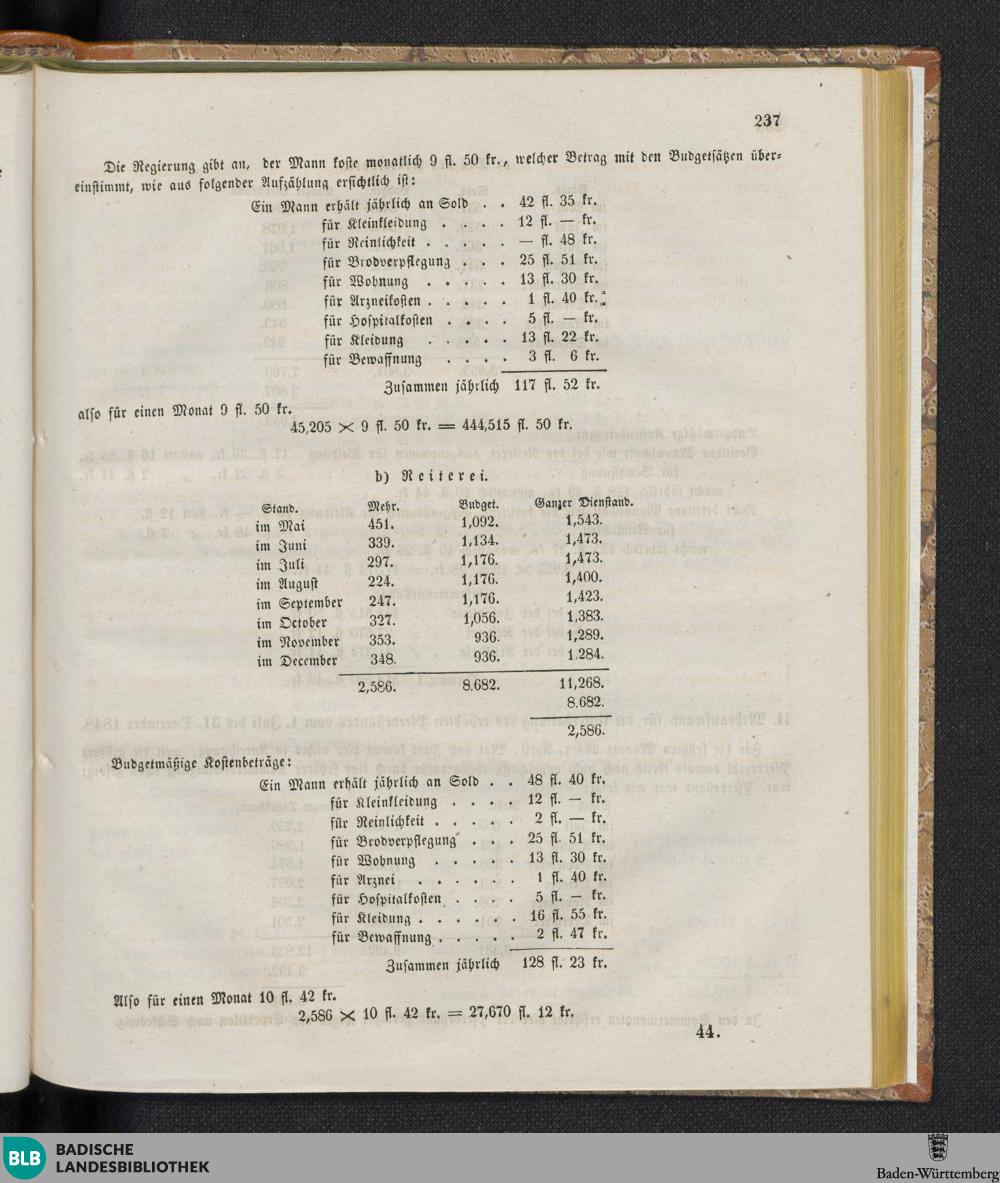 237
Die Regierung gibt an, der Mann koste monatlich 9 fl. 50 kr., welcher Betrag mit den Budgetsätzen über-
einstimmt, wie aus folgender Aufzählung ersichtlich ist:
Ein Mann erhält jährlich an Sold . . 42 fl. 35 kr.
für Kleinkleidung . . . . 12 fl. — kr.
für Reinlichkeit . . . . . — fl. 48 kr.
für Brodverpflegung . . . 25 fl. 51 kr.
für Wohnung . . . . . 13 fl. 30 kr.
für Arzneikosten . . . . . 1 fl. 40 kr.
für Hospitalkosten . . . . 5 fl. — kr.
für Kleidung . . . . . 13 fl. 22 kr.
für Bewaffnung . . . . 3 fl. 6 kr.
Zusammen jährlich 117 fl. 52 kr.
also für einen Monat 9 fl. 50 kr.
45,205 × 9 fl. 50 kr. = 444,515 fl. 50 kr.
b) Reiterei.
Stand. Mehr. Budget. Ganzer Dienststand.
im Mai 451. 1,092. 1,543.
im Juni 339. 1,134. 1,473.
im Juli 297. 1,176. 1,473.
im August 224. 1,176. 1,400.
im September 247. 1,176. 1,423.
im October 327. 1,056. 1,383.
im November 353. 936. 1,289.
im December 348. 936. 1,284.
2,586. 8,682. 11,268.
8.682.
2,586.
Budgetmäßige Kostenbeträge:
Ein Mann erhält jährlich an Sold . . 48 fl. 40 kr.
für Kleinkleidung . . . . 12 fl. — kr.
für Reinlichkeit . . . . . 2 fl. — kr.
für Brodverpflegung . . . 25 fl. 51 kr.
für Wohnung . . . . . 13 fl. 30 kr.
für Arznei . . . . . . 1 fl. 40 kr.
für Hospitalkosten . . . . 5 fl. — kr.
für Kleidung . . . . . . 16 fl. 55 kr.
für Bewaffnung . . . . . 2 fl. 47 kr.
Zusammen jährlich 128 fl. 23 kr.
Also für einen Monat 10 fl. 42 kr.
2,586 × 10 fl. 42 kr. = 27,670 fl. 12 kr.
44.
BLB BADISCHE
LANDESBIBLIOTHEK
Baden-Württemberg